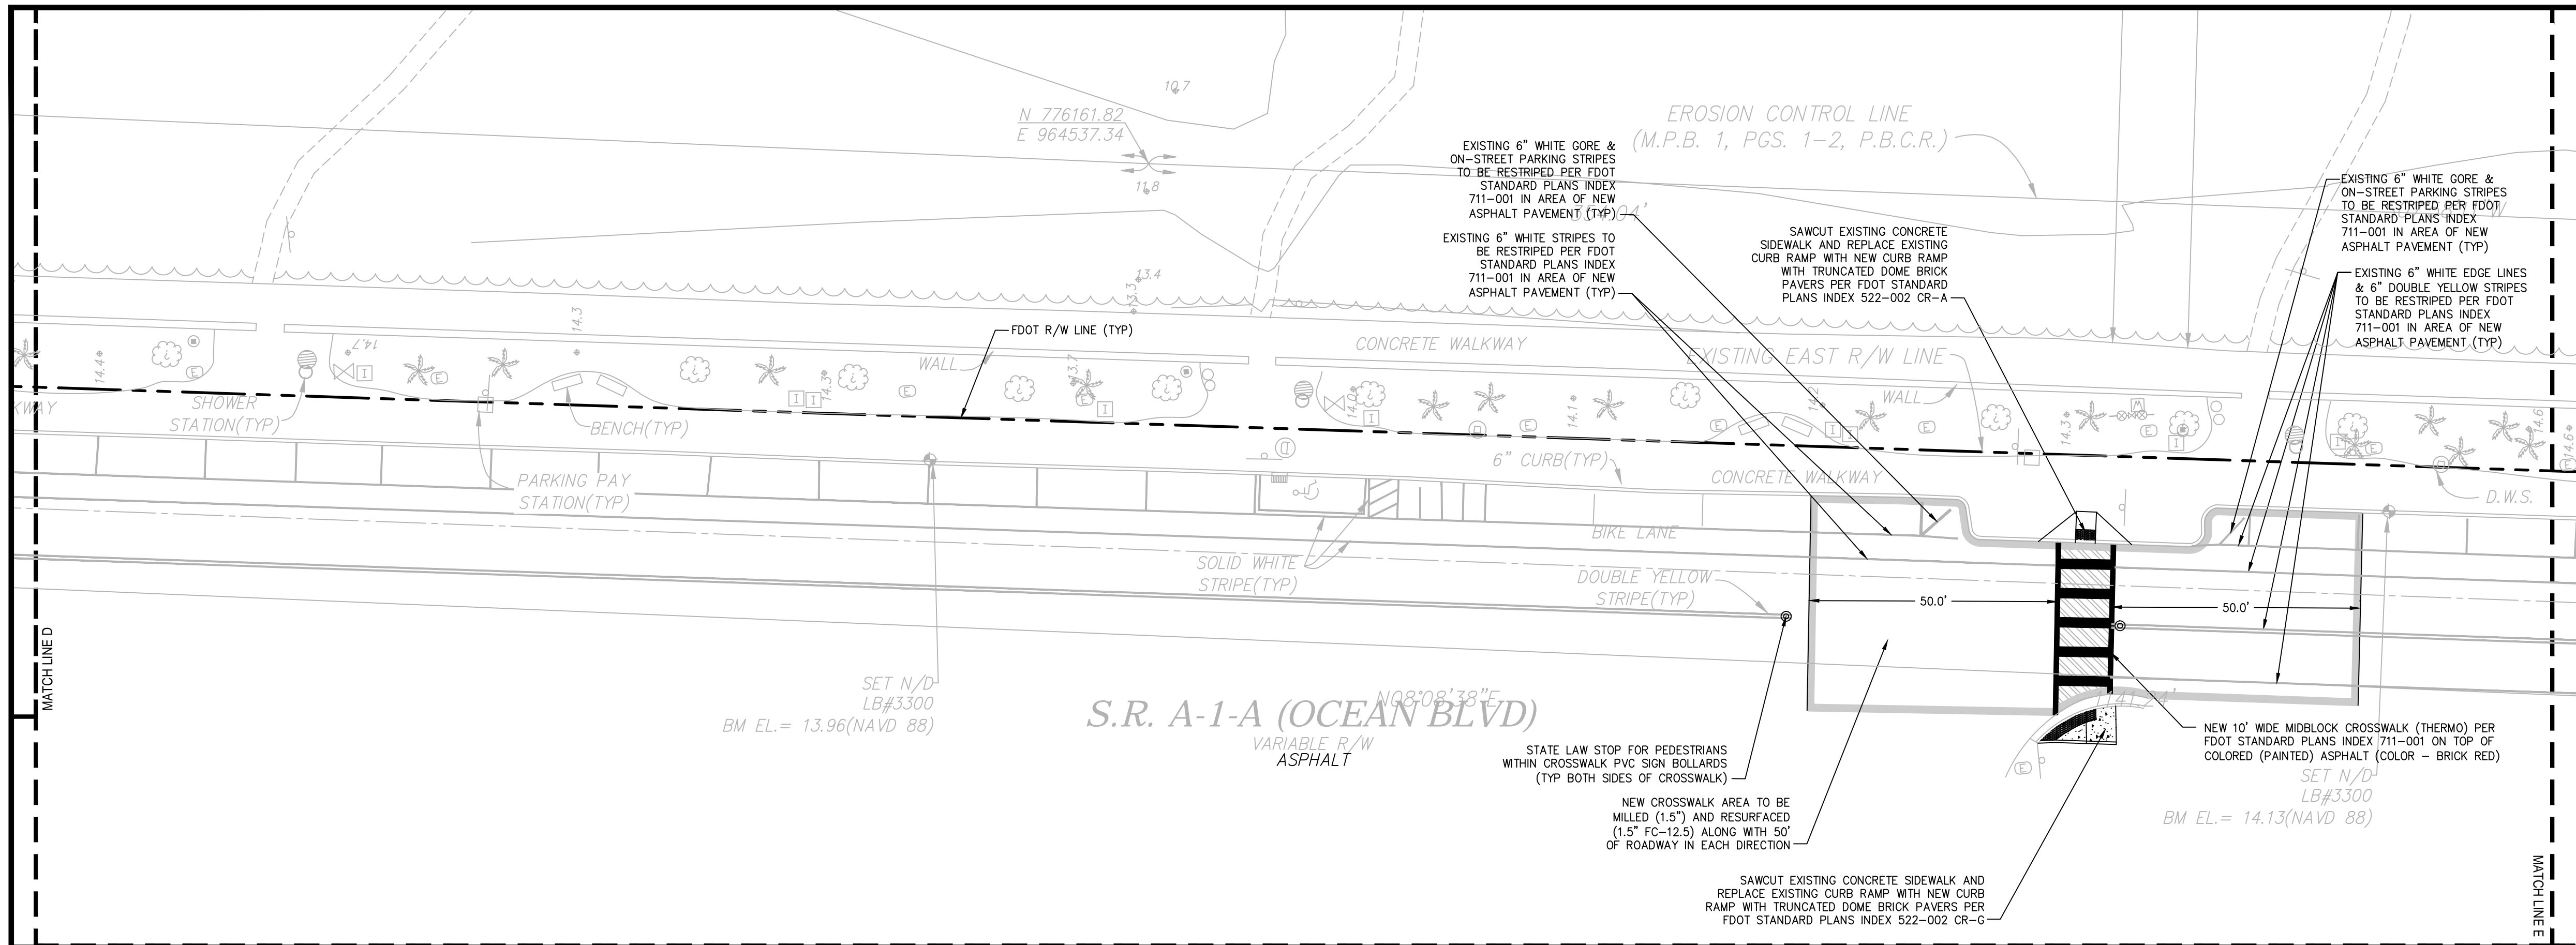 N 776161.82
E 964537.34
10.7
11.8
EROSION CONTROL LINE
(M.P.B. 1, PGS. 1-2, P.B.C.R.)
EXISTING 6" WHITE GORE &
ON-STREET PARKING STRIPES
TO BE RESTRIPED PER FDOT
STANDARD PLANS INDEX
711-001 IN AREA OF NEW
ASPHALT PAVEMENT (TYP)
EXISTING 6" WHITE STRIPES TO
BE RESTRIPED PER FDOT
STANDARD PLANS INDEX
711-001 IN AREA OF NEW
ASPHALT PAVEMENT (TYP)
SAWCUT EXISTING CONCRETE
SIDEWALK AND REPLACE EXISTING
CURB RAMP WITH NEW CURB RAMP
WITH TRUNCATED DOME BRICK
PAVERS PER FDOT STANDARD
PLANS INDEX 522-002 CR-A
EXISTING 6" WHITE GORE &
ON-STREET PARKING STRIPES
TO BE RESTRIPED PER FDOT
STANDARD PLANS INDEX
711-001 IN AREA OF NEW
ASPHALT PAVEMENT (TYP)
EXISTING 6" WHITE EDGE LINES
& 6" DOUBLE YELLOW STRIPES
TO BE RESTRIPED PER FDOT
STANDARD PLANS INDEX
711-001 IN AREA OF NEW
ASPHALT PAVEMENT (TYP)
13.4
13.3
14.3
FDOT R/W LINE (TYP)
CONCRETE WALKWAY
EXISTING EAST R/W LINE
14.4
14.7
WALL
13.7
14.3
14.0
14.1
14.2
WALL
14.3
14.6
14.6
KWAY
SHOWER
STATION(TYP)
BENCH(TYP)
PARKING PAY
STATION(TYP)
6" CURB(TYP)
CONCRETE WALKWAY
D.W.S.
BIKE LANE
SOLID WHITE
STRIPE(TYP)
DOUBLE YELLOW
STRIPE(TYP)
50.0'
50.0'
MATCH LINE D
SET N/D
LB#3300
BM EL.= 13.96(NAVD 88)
N08°08'38"E
S.R. A-1-A (OCEAN BLVD)
VARIABLE R/W
ASPHALT
STATE LAW STOP FOR PEDESTRIANS
WITHIN CROSSWALK PVC SIGN BOLLARDS
(TYP BOTH SIDES OF CROSSWALK)
NEW CROSSWALK AREA TO BE
MILLED (1.5") AND RESURFACED
(1.5" FC-12.5) ALONG WITH 50'
OF ROADWAY IN EACH DIRECTION
SAWCUT EXISTING CONCRETE SIDEWALK AND
REPLACE EXISTING CURB RAMP WITH NEW CURB
RAMP WITH TRUNCATED DOME BRICK PAVERS PER
FDOT STANDARD PLANS INDEX 522-002 CR-G
NEW 10' WIDE MIDBLOCK CROSSWALK (THERMO) PER
FDOT STANDARD PLANS INDEX 711-001 ON TOP OF
COLORED (PAINTED) ASPHALT (COLOR - BRICK RED)
SET N/D
LB#3300
BM EL.= 14.13(NAVD 88)
MATCH LINE E